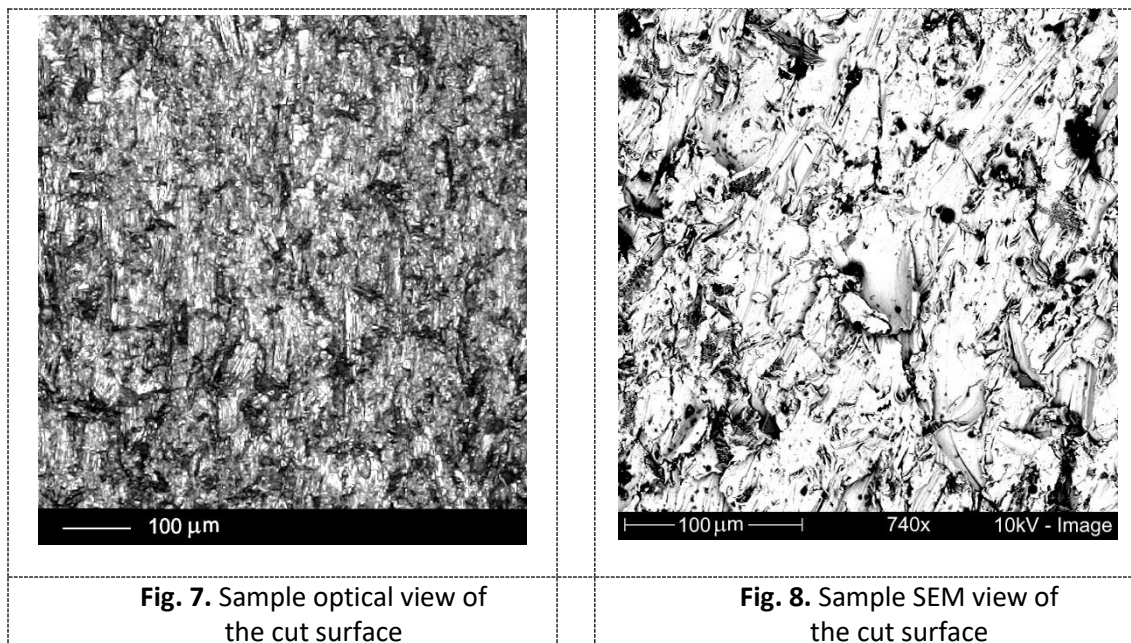 100 µm
100 µm 740x 10kV - Image
Fig. 7. Sample optical view of
the cut surface
Fig. 8. Sample SEM view of
the cut surface